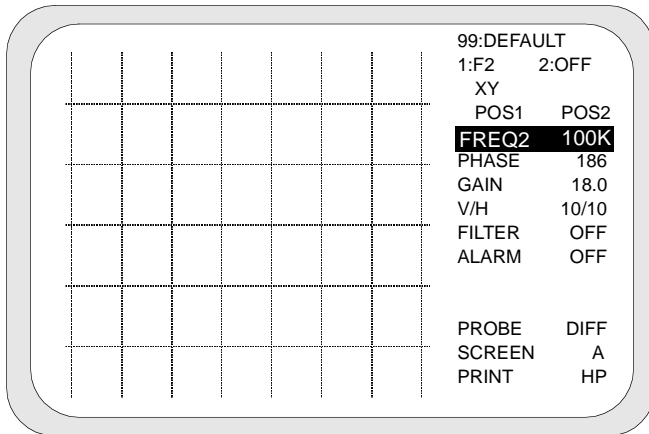 99:DEFAULT
1:F2 2:OFF
XY
POS1 POS2
FREQ2 100K
PHASE 186
GAIN 18.0
V/H 10/10
FILTER OFF
ALARM OFF
PROBE DIFF
SCREEN A
PRINT HP